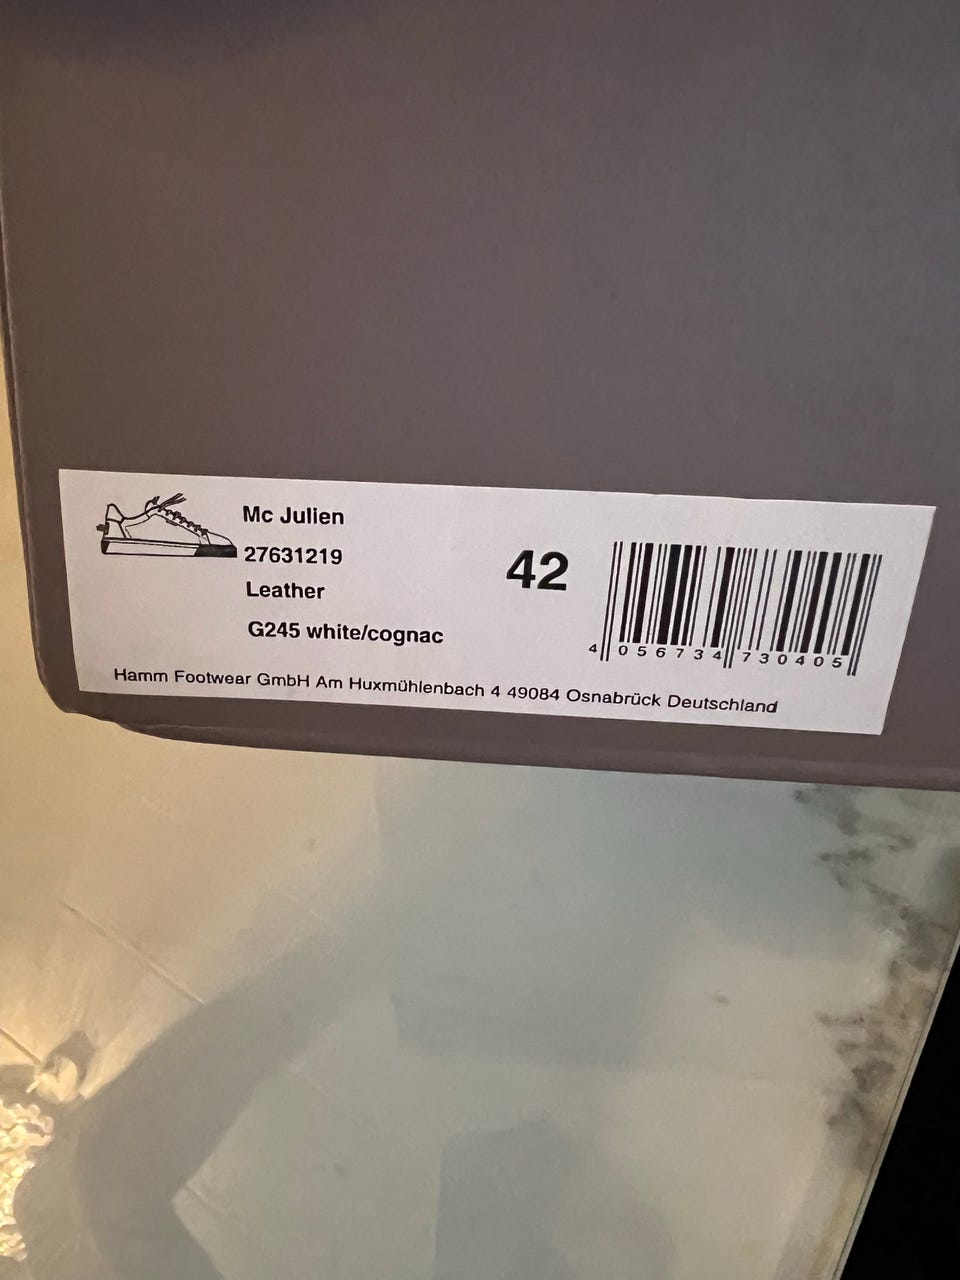 Mc Julien
27631219
Leather
G245 white/cognac
42
4 056734 730405
Hamm Footwear GmbH Am Huxmühlenbach 4 49084 Osnabrück Deutschland